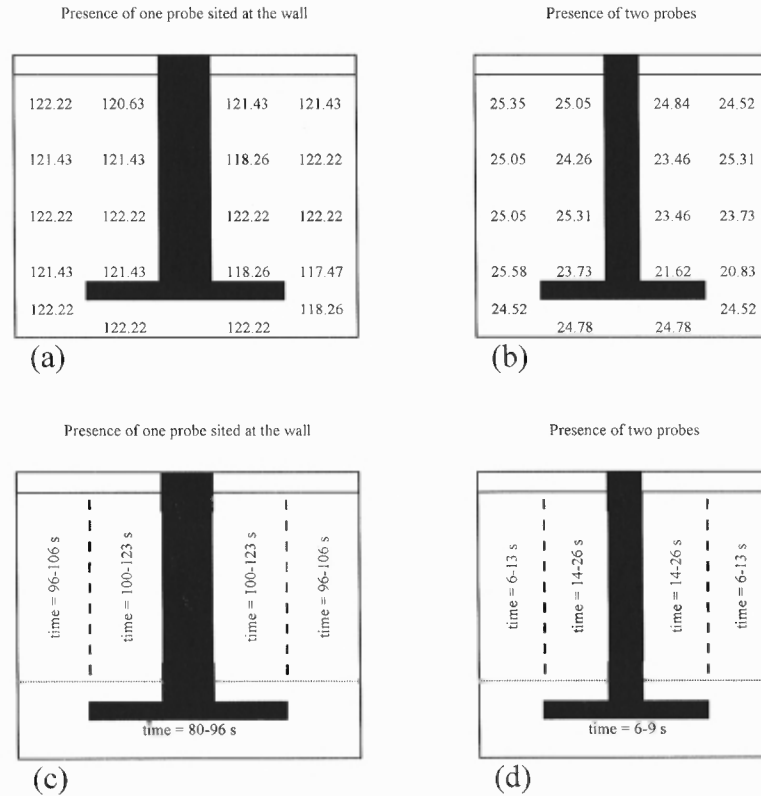 Presence of one probe sited at the wall
Presence of two probes
122.22 120.63 121.43 121.43
25.35 25.05 24.84 24.52
121.43 121.43 118.26 122.22
25.05 24.26 23.46 25.31
122.22 122.22 122.22 122.22
25.05 25.31 23.46 23.73
121.43 121.43 118.26 117.47
25.58 23.73 21.62 20.83
122.22 118.26
24.52 24.52
122.22 122.22
24.78 24.78
(a)
(b)
Presence of one probe sited at the wall
Presence of two probes
time = 96-106 s
time = 100-123 s
time = 100-123 s
time = 96-106 s
time = 6-13 s
time = 14-26 s
time = 14-26 s
time = 6-13 s
time = 80-96 s
time = 6-9 s
(c)
(d)